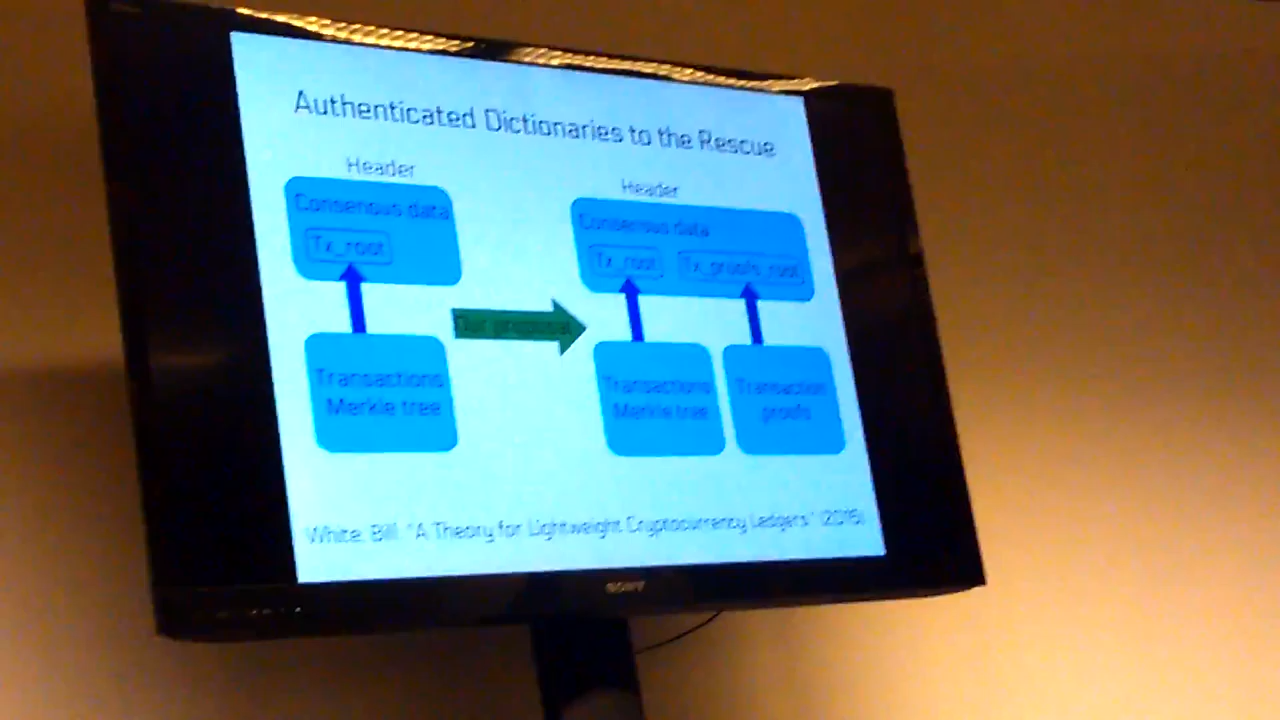 Authenticated Dictionaries to the Rescue
Header
Consensus data
Tx_root
Transactions
Merkle tree
Our proposal
Header
Consensus data
Tx_root
Tx_proofs_root
Transactions
Merkle tree
Transaction
proofs
White, Bill. "A Theory for Lightweight Cryptocurrency Ledgers" (2015)
SONY